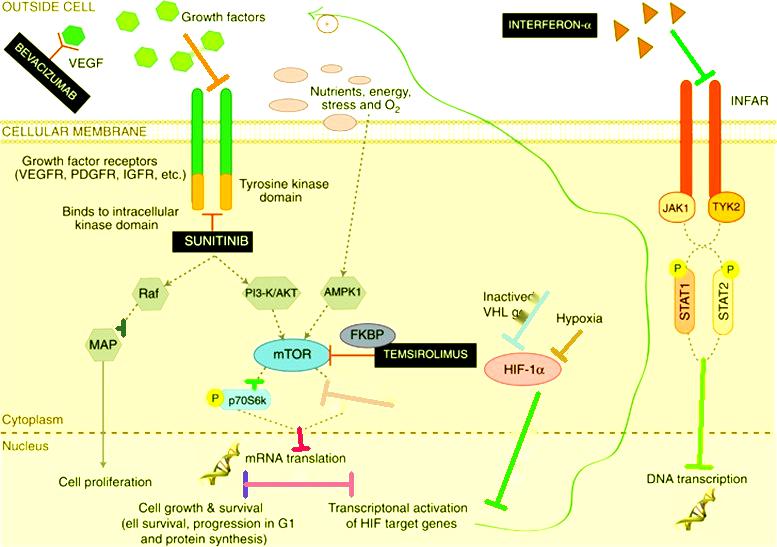 OUTSIDE CELL
Growth factors
INTERFERON-α
BEVACIZUMAB
VEGF
Nutrients, energy,
stress and O2
INFAR
CELLULAR MEMBRANE
Growth factor receptors
(VEGFR, PDGFR, IGFR, etc.)
Tyrosine kinase
domain
Binds to intracellular
kinase domain
JAK1
TYK2
SUNITINIB
P
P
Raf
PI3-K/AKT
AMPK1
Inactived
VHL
STAT1
STAT2
Hypoxia
FKBP
MAP
mTOR
TEMSIROLIMUS
HIF-1α
P
p70S6k
Cytoplasm
Nucleus
mRNA translation
Cell proliferation
DNA transcription
Cell growth & survival
(ell survival, progression in G1
and protein synthesis)
Transcriptonal activation
of HIF target genes